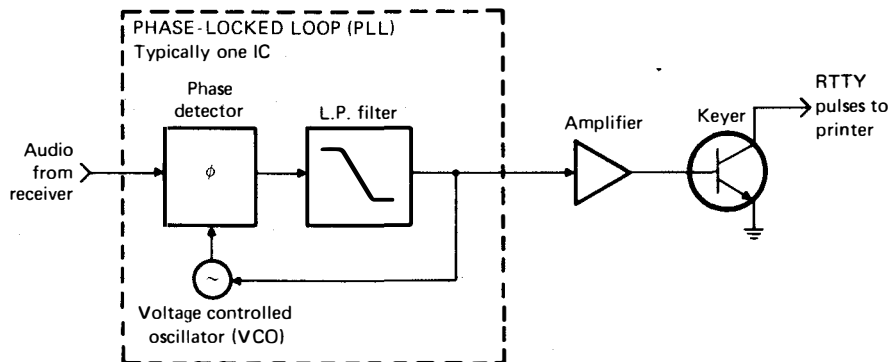 PHASE-LOCKED LOOP (PLL)
Typically one IC
Phase
detector
L.P. filter
Amplifier
Keyer
RTTY
pulses to
printer
Audio
from
receiver
φ
~
Voltage controlled
oscillator (VCO)